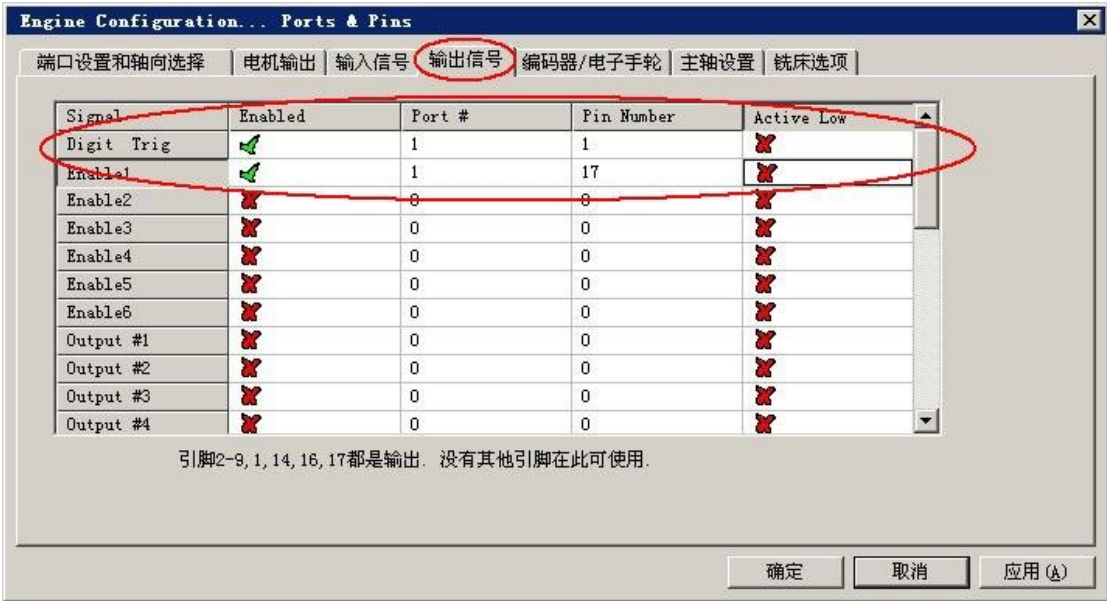 Engine Configuration... Ports & Pins
端口设置和轴向选择 电机输出 输入信号 输出信号 编码器/电子手轮 主轴设置 铣床选项
Signal Enabled Port # Pin Number Active Low
Digit Trig 1 1
Enable1 1 17
Enable2 0 0
Enable3 0 0
Enable4 0 0
Enable5 0 0
Enable6 0 0
Output #1 0 0
Output #2 0 0
Output #3 0 0
Output #4 0 0
引脚2-9,1,14,16,17都是输出. 没有其他引脚在此可使用.
确定 取消 应用(A)